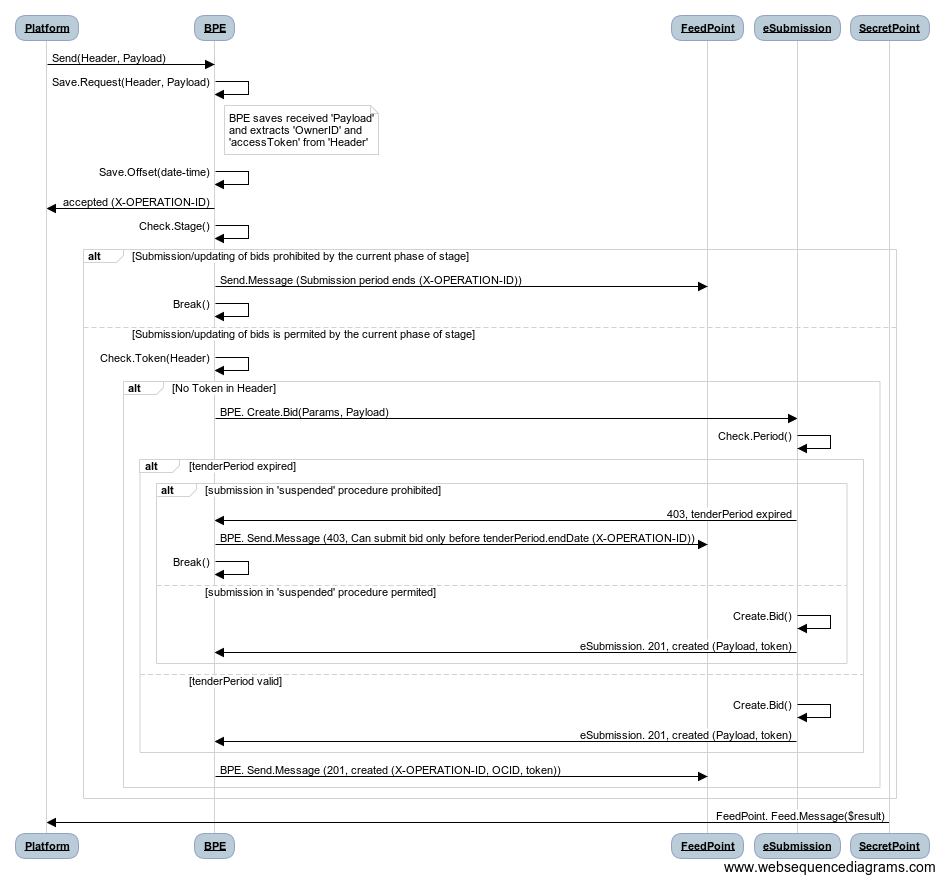 Platform BPE FeedPoint eSubmission SecretPoint
Send(Header, Payload)
Save.Request(Header, Payload)
BPE saves received 'Payload'
and extracts 'OwnerID' and
'accessToken' from 'Header'
Save.Offset(date-time)
accepted (X-OPERATION-ID)
Check.Stage()
alt [Submission/updating of bids prohibited by the current phase of stage]
Send.Message (Submission period ends (X-OPERATION-ID))
Break()
[Submission/updating of bids is permited by the current phase of stage]
Check.Token(Header)
alt [No Token in Header]
BPE. Create.Bid(Params, Payload)
Check.Period()
alt [tenderPeriod expired]
alt [submission in 'suspended' procedure prohibited]
403, tenderPeriod expired
BPE. Send.Message (403, Can submit bid only before tenderPeriod.endDate (X-OPERATION-ID))
Break()
[submission in 'suspended' procedure permited]
Create.Bid()
eSubmission. 201, created (Payload, token)
[tenderPeriod valid]
Create.Bid()
eSubmission. 201, created (Payload, token)
BPE. Send.Message (201, created (X-OPERATION-ID, OCID, token))
FeedPoint. Feed.Message($result)
Platform BPE FeedPoint eSubmission SecretPoint
www.websequencediagrams.com